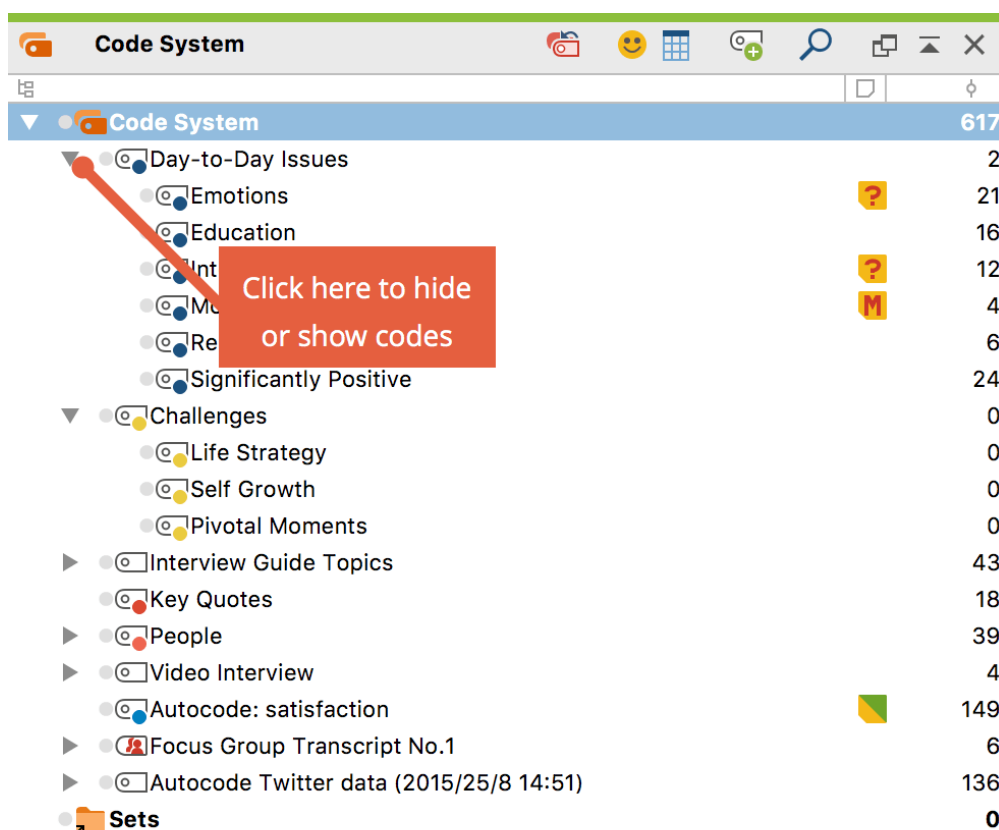 Code System
Code System 617
Day-to-Day Issues 2
Emotions ? 21
Education 16
Int ? 12
Click here to hide
or show codes
Mo M 4
Re 6
Significantly Positive 24
Challenges 0
Life Strategy 0
Self Growth 0
Pivotal Moments 0
Interview Guide Topics 43
Key Quotes 18
People 39
Video Interview 4
Autocode: satisfaction 149
Focus Group Transcript No.1 6
Autocode Twitter data (2015/25/8 14:51) 136
Sets 0